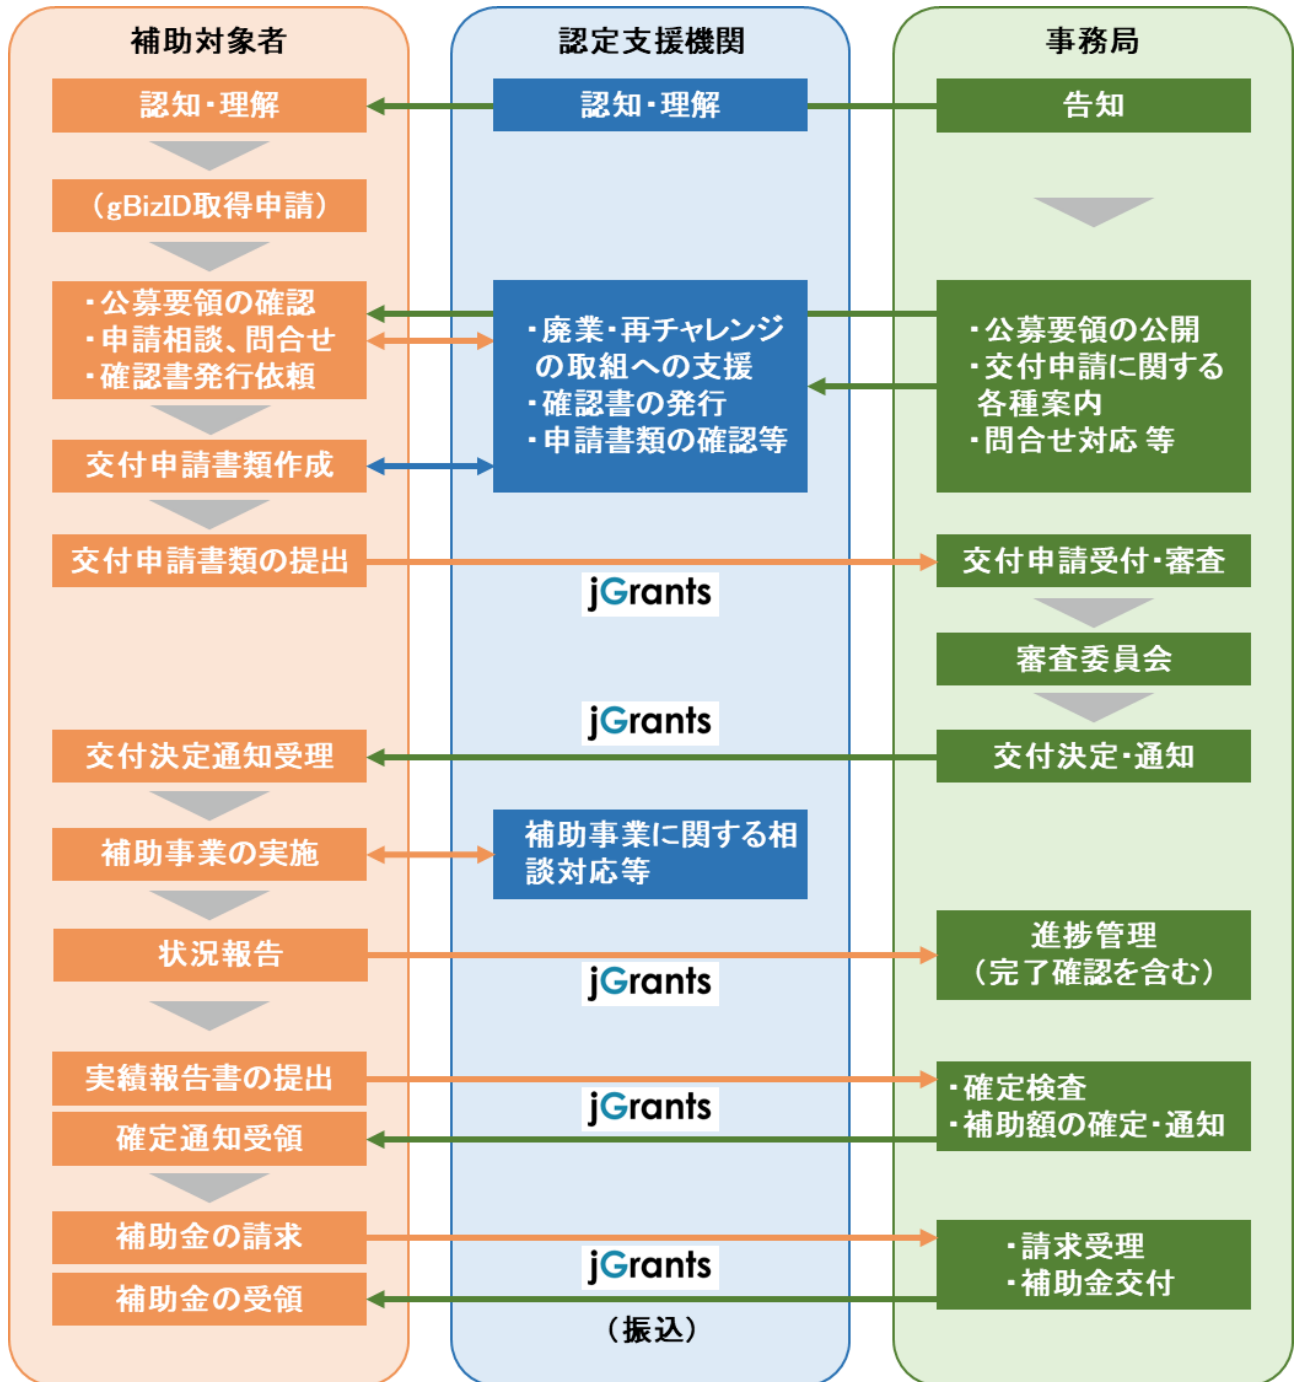 補助対象者
認定支援機関
事務局
認知・理解
認知・理解
告知
（gBizID取得申請）
・公募要領の確認
・申請相談、問合せ
・確認書発行依頼
・廃業・再チャレンジ
の取組への支援
・確認書の発行
・申請書類の確認等
・公募要領の公開
・交付申請に関する
各種案内
・問合せ対応 等
交付申請書類作成
交付申請書類の提出
jGrants
交付申請受付・審査
審査委員会
jGrants
交付決定通知受理
交付決定・通知
補助事業の実施
補助事業に関する相
談対応等
状況報告
jGrants
進捗管理
（完了確認を含む）
実績報告書の提出
jGrants
・確定検査
・補助額の確定・通知
確定通知受領
補助金の請求
jGrants
・請求受理
・補助金交付
補助金の受領
（振込）